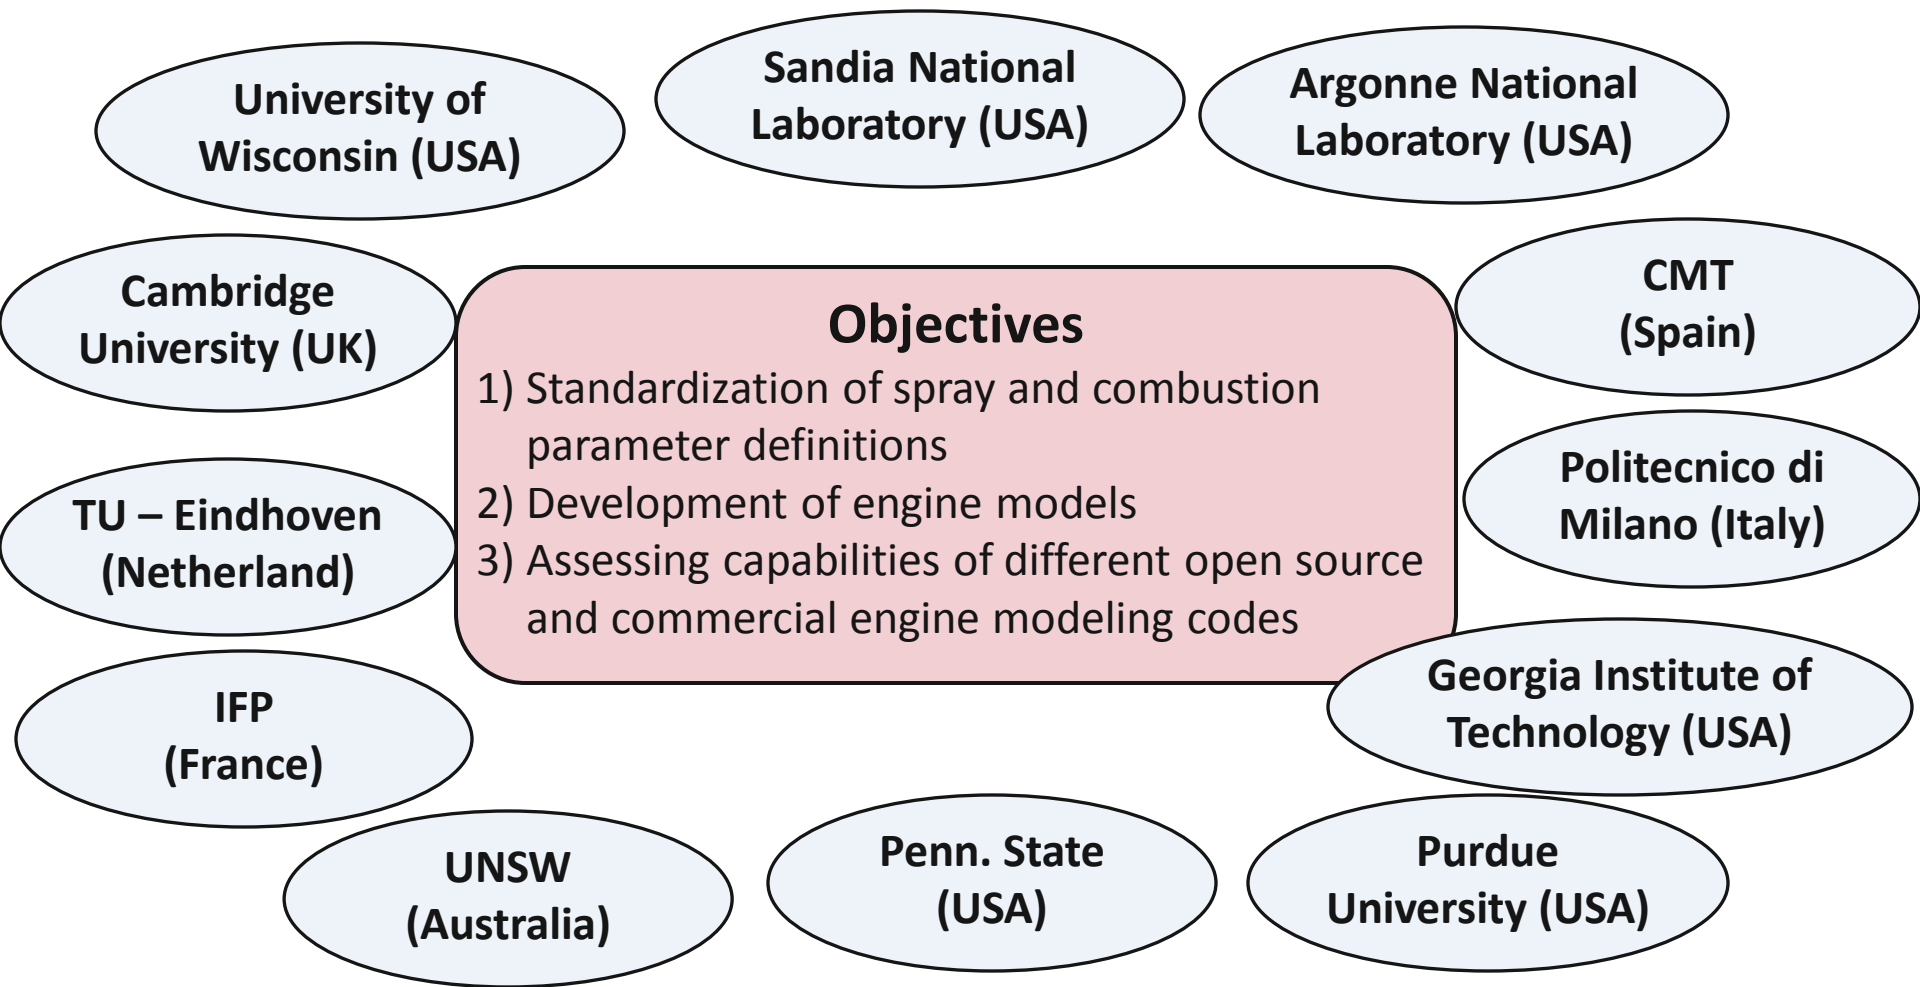 University of
Wisconsin (USA)
Sandia National
Laboratory (USA)
Argonne National
Laboratory (USA)
Cambridge
University (UK)
CMT
(Spain)
Objectives
1) Standardization of spray and combustion
parameter definitions
2) Development of engine models
3) Assessing capabilities of different open source
and commercial engine modeling codes
TU – Eindhoven
(Netherland)
Politecnico di
Milano (Italy)
IFP
(France)
Georgia Institute of
Technology (USA)
UNSW
(Australia)
Penn. State
(USA)
Purdue
University (USA)